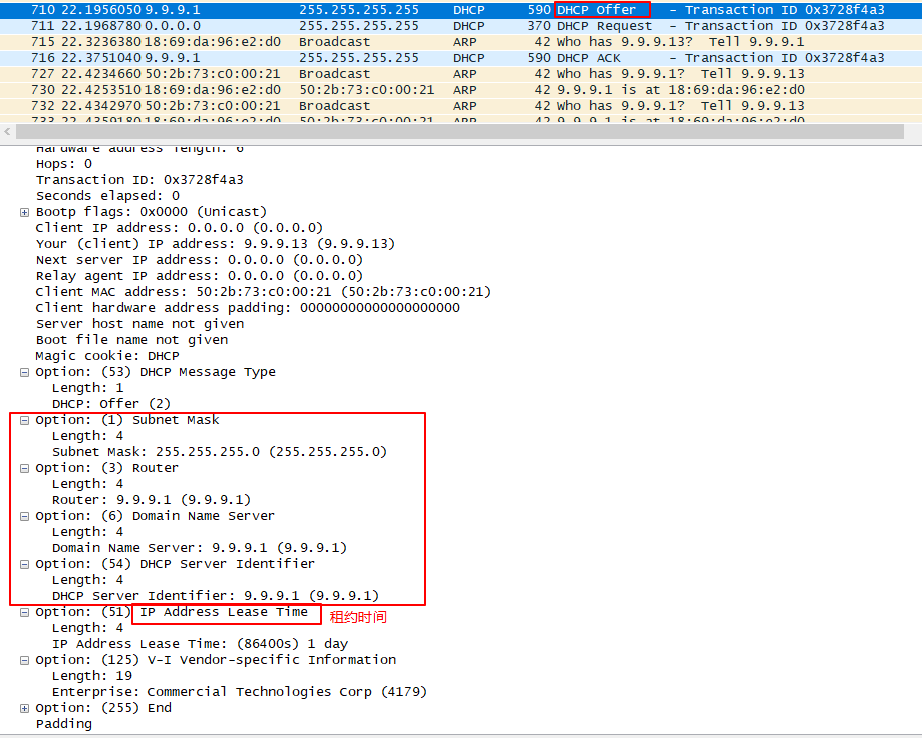 710 22.1956050 9.9.9.1 255.255.255.255 DHCP 590 DHCP Offer - Transaction ID 0x3728f4a3
711 22.1968780 0.0.0.0 255.255.255.255 DHCP 370 DHCP Request - Transaction ID 0x3728f4a3
715 22.3236380 18:69:da:96:e2:d0 Broadcast ARP 42 Who has 9.9.9.13? Tell 9.9.9.1
716 22.3751040 9.9.9.1 255.255.255.255 DHCP 590 DHCP ACK - Transaction ID 0x3728f4a3
727 22.4234660 50:2b:73:c0:00:21 Broadcast ARP 42 Who has 9.9.9.1? Tell 9.9.9.13
730 22.4253510 18:69:da:96:e2:d0 50:2b:73:c0:00:21 ARP 42 9.9.9.1 is at 18:69:da:96:e2:d0
732 22.4342970 50:2b:73:c0:00:21 Broadcast ARP 42 Who has 9.9.9.1? Tell 9.9.9.13
733 22.4359180 18:69:da:96:e2:d0 50:2b:73:c0:00:21 ARP 42 9.9.9.1 is at 18:69:da:96:e2:d0
Hardware address length: 6
Hops: 0
Transaction ID: 0x3728f4a3
Seconds elapsed: 0
Bootp flags: 0x0000 (Unicast)
Client IP address: 0.0.0.0 (0.0.0.0)
Your (client) IP address: 9.9.9.13 (9.9.9.13)
Next server IP address: 0.0.0.0 (0.0.0.0)
Relay agent IP address: 0.0.0.0 (0.0.0.0)
Client MAC address: 50:2b:73:c0:00:21 (50:2b:73:c0:00:21)
Client hardware address padding: 00000000000000000000
Server host name not given
Boot file name not given
Magic cookie: DHCP
Option: (53) DHCP Message Type
Length: 1
DHCP: Offer (2)
Option: (1) Subnet Mask
Length: 4
Subnet Mask: 255.255.255.0 (255.255.255.0)
Option: (3) Router
Length: 4
Router: 9.9.9.1 (9.9.9.1)
Option: (6) Domain Name Server
Length: 4
Domain Name Server: 9.9.9.1 (9.9.9.1)
Option: (54) DHCP Server Identifier
Length: 4
DHCP Server Identifier: 9.9.9.1 (9.9.9.1)
Option: (51) IP Address Lease Time 租约时间
Length: 4
IP Address Lease Time: (86400s) 1 day
Option: (125) V-I Vendor-specific Information
Length: 19
Enterprise: Commercial Technologies Corp (4179)
Option: (255) End
Padding